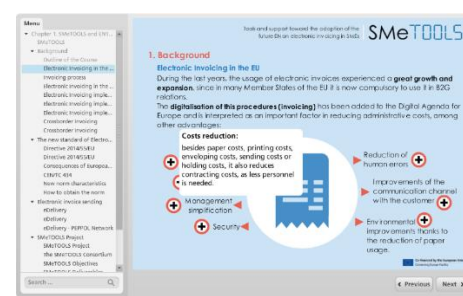 Menu
Chapter 1. SMeTOOLS and EN1...
SMeTOOLS
Background
Outline of the Course
Electronic invoicing in the ...
Invoicing process
Electronic invoicing in the ...
Electronic invoicing imple...
Electronic invoicing imple...
Electronic invoicing imple...
Crossborder invoicing
Crossborder invoicing
The new standard of Electro...
Directive 2014/55/EU
Directive 2014/55/EU
Consequences of Europea...
CEN/TC 434
New norm characteristics
How to obtain the norm
Electronic invoice sending
eDelivery
eDelivery
eDelivery - PEPPOL Network
SMeTOOLS Project
SMeTOOLS Project
The SMeTOOLS Consortium
SMeTOOLS Objectives
SMeTOOLS Deliverables
Search ...
Tools and support toward the adoption of the
future EN on electronic invoicing in SMEs
SMeTOOLS
1. Background
Electronic Invoicing in the EU
During the last years, the usage of electronic invoices experienced a great growth and
expansion, since in many Member States of the EU it is now compulsory to use it in B2G
relations.
The digitalisation of this procedures (invoicing) has been added to the Digital Agenda for
Europe and is interpreted as an important factor in reducing administrative costs, among
other advantages:
Costs reduction:
besides paper costs, printing costs,
enveloping costs, sending costs or
holding costs, it also reduces
contracting costs, as less personnel
is needed.
Management
simplification
Security
Reduction of
human errors
Improvements of the
communication channel
with the customer
Environmental
improvements thanks to
the reduction of paper
usage.
Co-financed by the European Union
Previous
Next